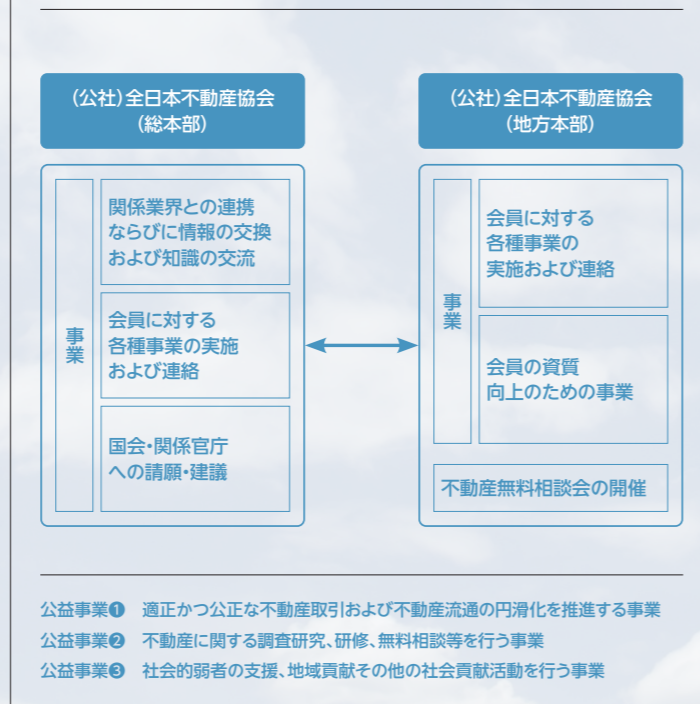 (公社)全日本不動産協会
(総本部)
事業
関係業界との連携
ならびに情報の交換
および知識の交流
会員に対する
各種事業の実施
および連絡
国会・関係官庁
への請願・建議
(公社)全日本不動産協会
(地方本部)
事業
会員に対する
各種事業の
実施および連絡
会員の資質
向上のための事業
不動産無料相談会の開催
公益事業❶ 適正かつ公正な不動産取引および不動産流通の円滑化を推進する事業
公益事業❷ 不動産に関する調査研究、研修、無料相談等を行う事業
公益事業❸ 社会的弱者の支援、地域貢献その他の社会貢献活動を行う事業